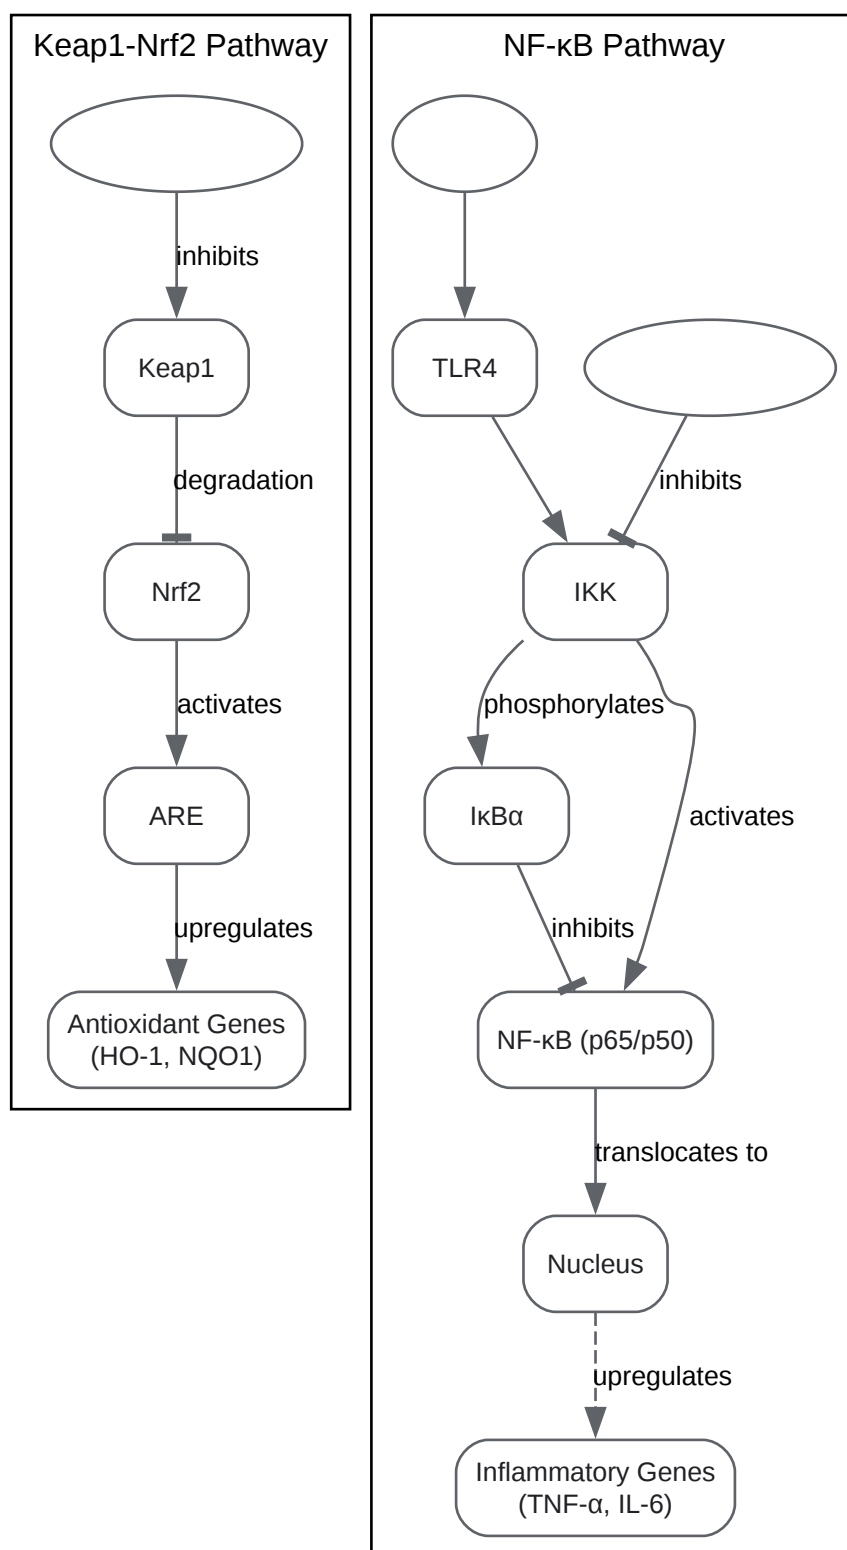 Keap1-Nrf2 Pathway
inhibits
Keap1
degradation
Nrf2
activates
ARE
upregulates
Antioxidant Genes
(HO-1, NQO1)
NF-κB Pathway
TLR4
inhibits
IKK
phosphorylates
IκBα
activates
inhibits
NF-κB (p65/p50)
translocates to
Nucleus
upregulates
Inflammatory Genes
(TNF-α, IL-6)